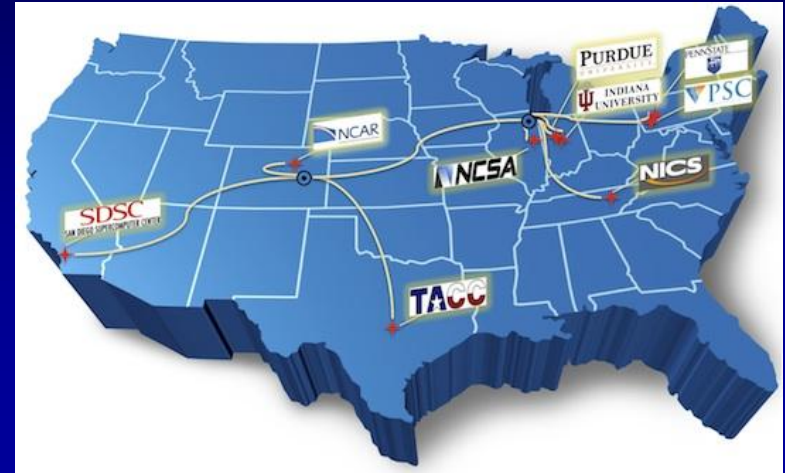 PURDUE
UNIVERSITY
PENNSTATE
INDIANA
UNIVERSITY
PSC
NCAR
NCSA
NICS
SDSC
SAN DIEGO SUPERCOMPUTER CENTER
TACC